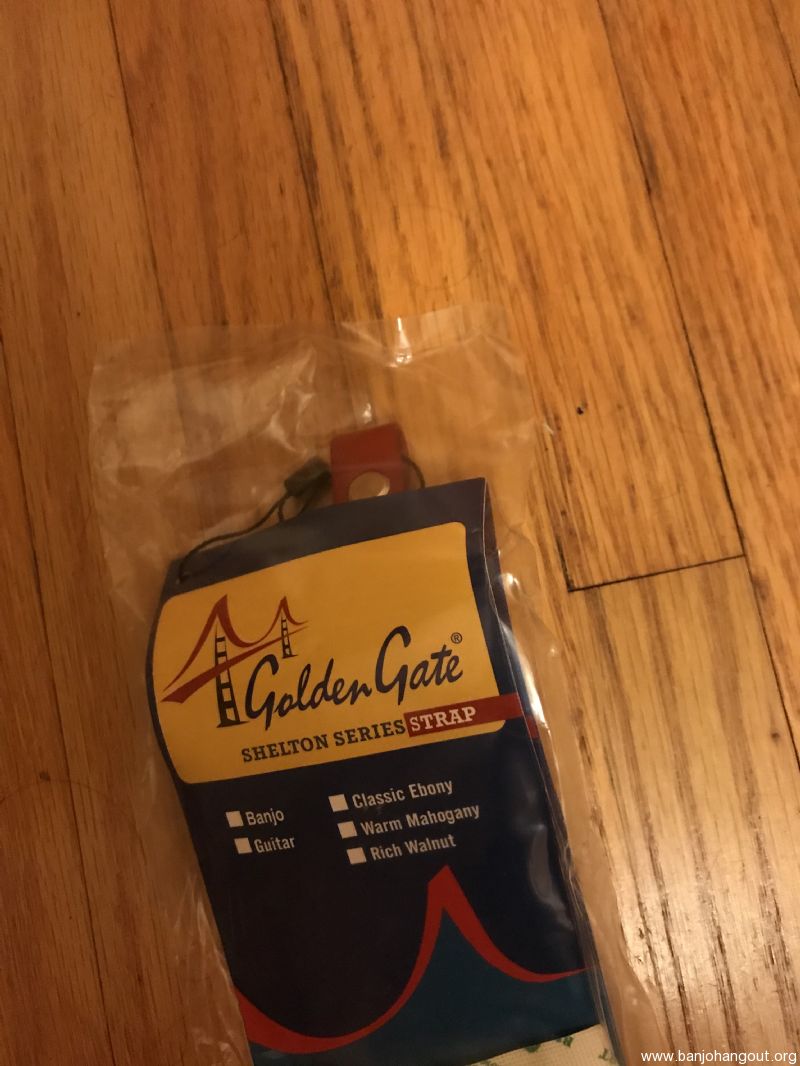 Golden Gate®
SHELTON SERIES STRAP
Banjo
Guitar
Classic Ebony
Warm Mahogany
Rich Walnut
www.banjohangout.org